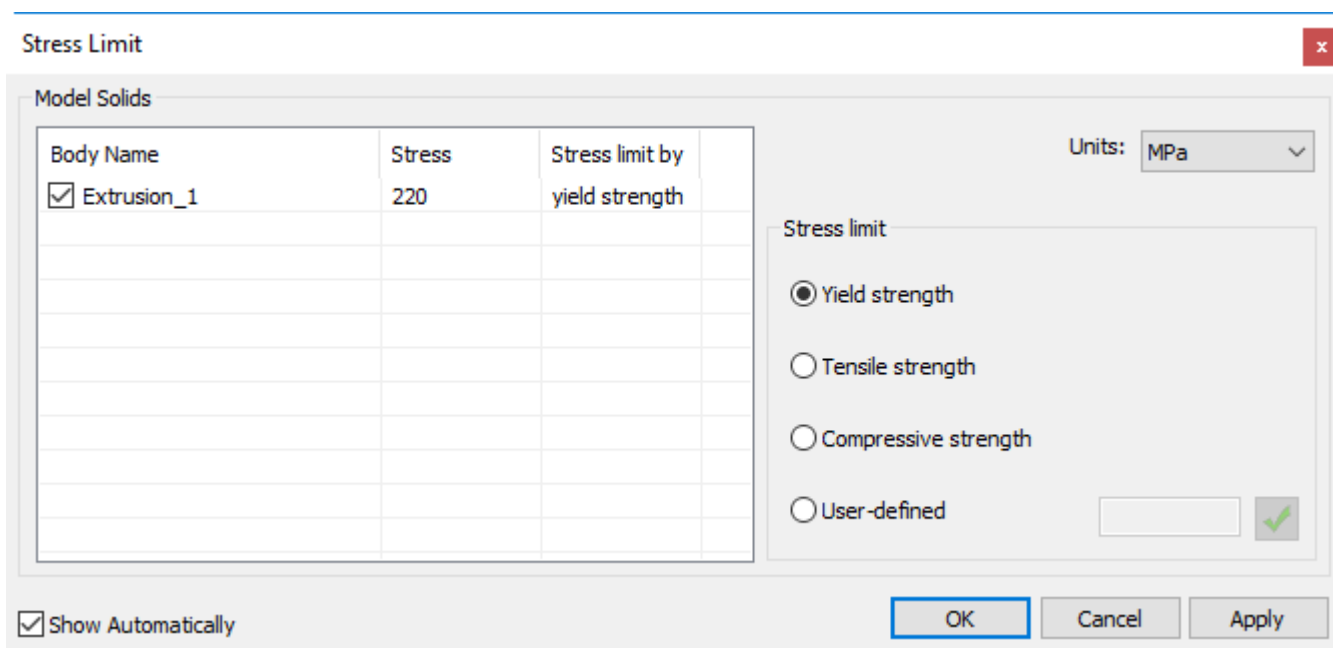 Stress Limit
x
Model Solids
Body Name Stress Stress limit by
Extrusion_1 220 yield strength
Units: MPa
Stress limit
Yield strength
Tensile strength
Compressive strength
User-defined
Show Automatically
OK Cancel Apply